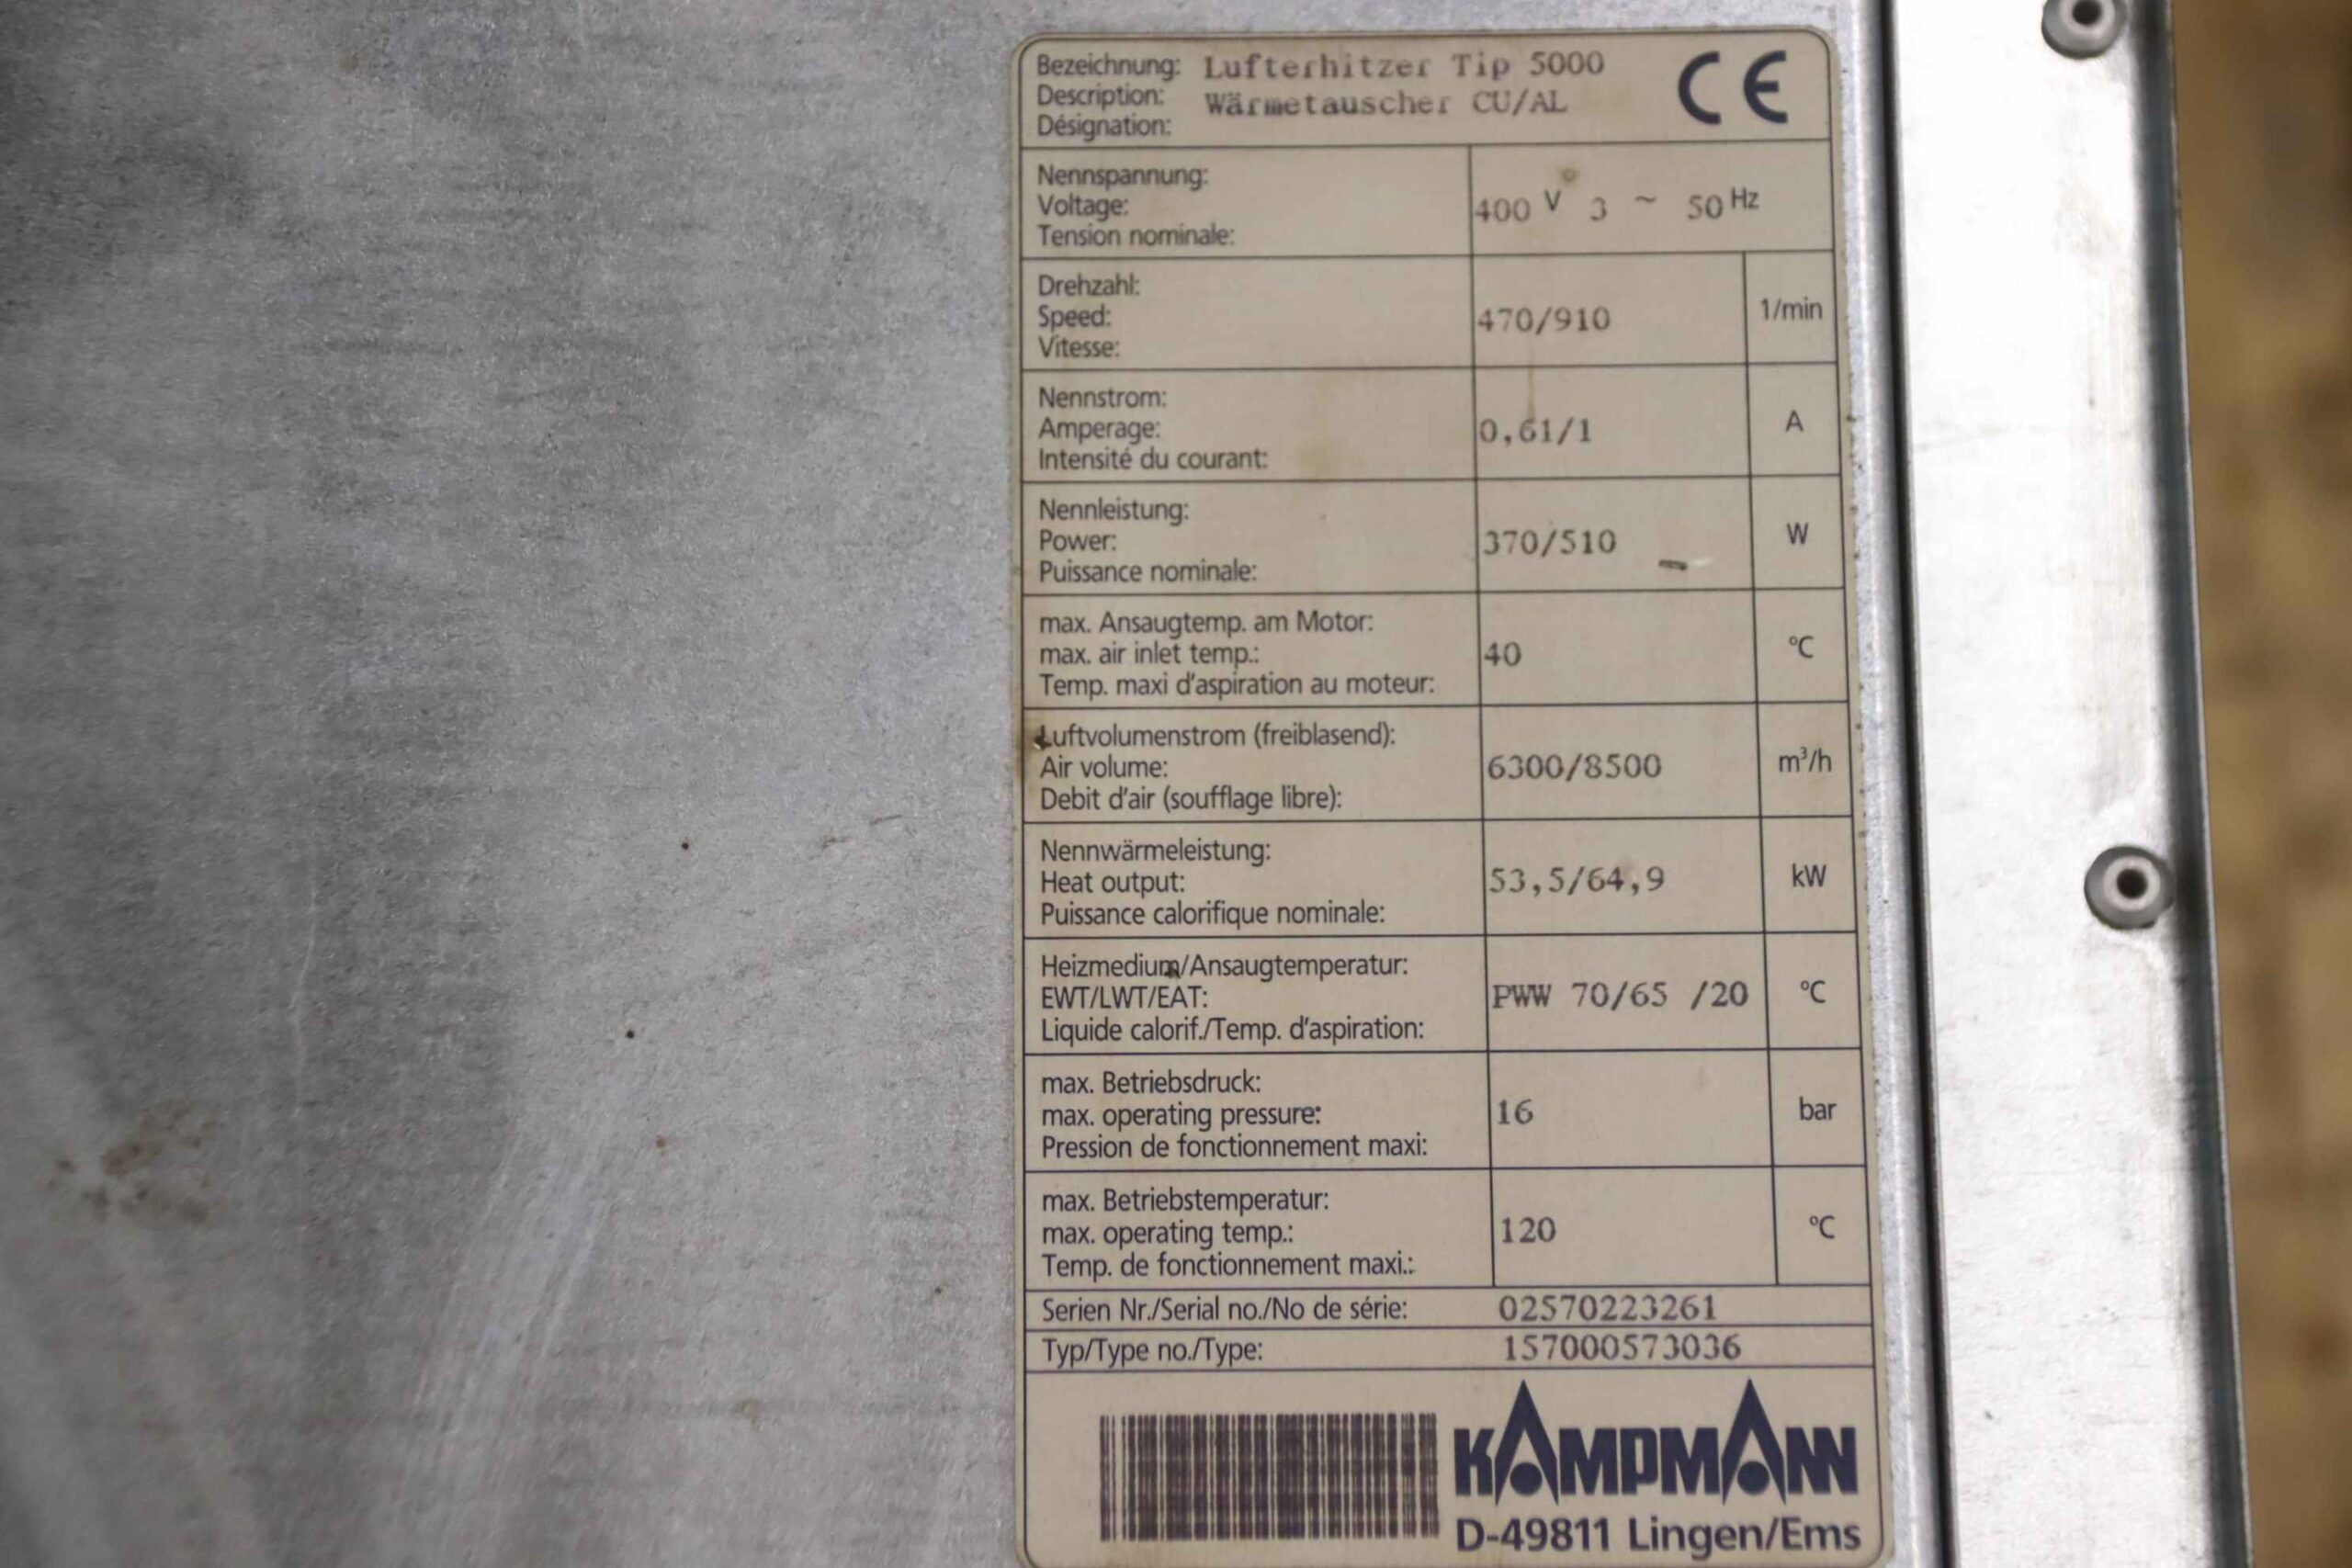 Bezeichnung: Lufterhitzer Tip 5000
Description: Wärmetauscher CU/AL
Désignation:
CE
Nennspannung:
Voltage: 400 V 3 ~ 50 Hz
Tension nominale:
Drehzahl:
Speed: 470/910 1/min
Vitesse:
Nennstrom:
Amperage: 0,61/1 A
Intensité du courant:
Nennleistung:
Power: 370/510 W
Puissance nominale:
max. Ansaugtemp. am Motor:
max. air inlet temp.: 40 °C
Temp. maxi d'aspiration au moteur:
Luftvolumenstrom (freiblasend):
Air volume: 6300/8500 m³/h
Debit d'air (soufflage libre):
Nennwärmeleistung:
Heat output: 53,5/64,9 kW
Puissance calorifique nominale:
Heizmedium/Ansaugtemperatur:
EWT/LWT/EAT: PWW 70/65 /20 °C
Liquide calorif./Temp. d'aspiration:
max. Betriebsdruck:
max. operating pressure: 16 bar
Pression de fonctionnement maxi:
max. Betriebstemperatur:
max. operating temp.: 120 °C
Temp. de fonctionnement maxi.:
Serien Nr./Serial no./No de série: 02570223261
Typ/Type no./Type: 157000573036
KAMPMANN
D-49811 Lingen/Ems